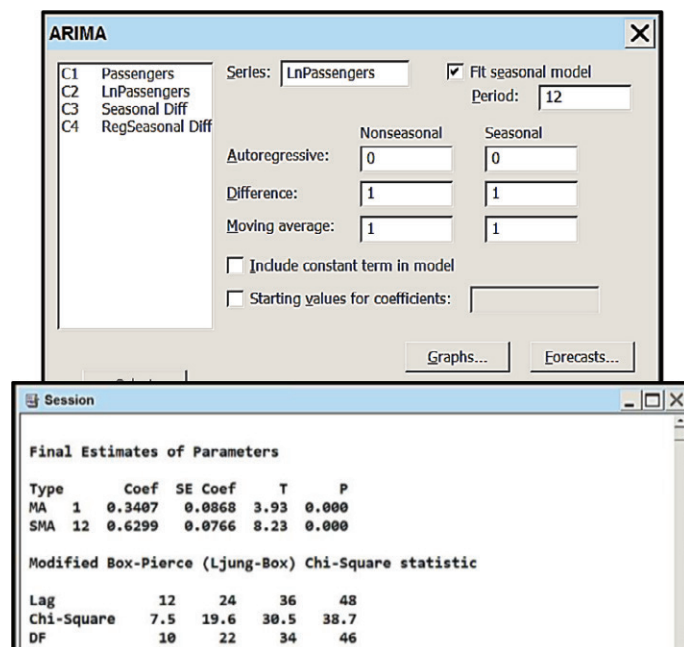 ARIMA
C1 Passengers
C2 LnPassengers
C3 Seasonal Diff
C4 RegSeasonal Diff
Series: LnPassengers
Fit seasonal model
Period: 12
Nonseasonal Seasonal
Autoregressive: 0 0
Difference: 1 1
Moving average: 1 1
Include constant term in model
Starting values for coefficients:
Graphs... Forecasts...
Session
Final Estimates of Parameters
Type Coef SE Coef T P
MA 1 0.3407 0.0868 3.93 0.000
SMA 12 0.6299 0.0766 8.23 0.000
Modified Box-Pierce (Ljung-Box) Chi-Square statistic
Lag 12 24 36 48
Chi-Square 7.5 19.6 30.5 38.7
DF 10 22 34 46